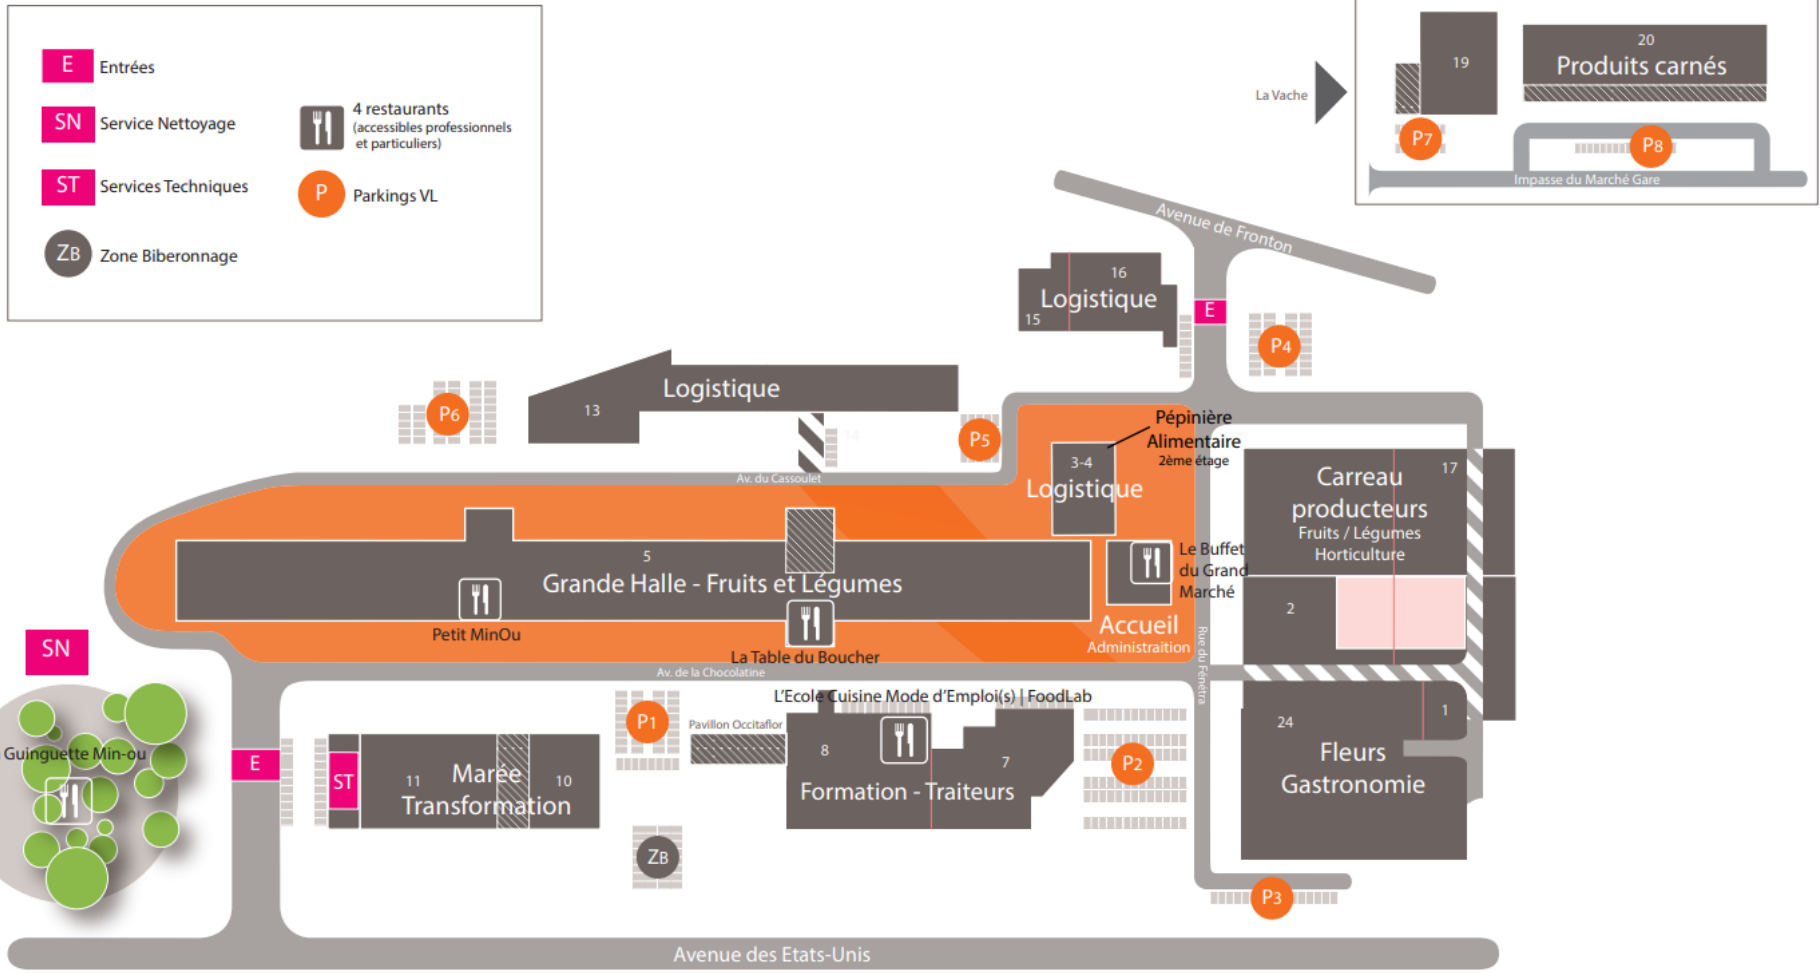 E Entrées
SN Service Nettoyage
ST Services Techniques
ZB Zone Biberonnage
4 restaurants
(accessibles professionnels
et particuliers)
P Parkings VL
La Vache
19
20
Produits carnés
P7
P8
Impasse du Marché Gare
Avenue de Fronton
16
Logistique
15
E
P4
Logistique
13
P6
14
P5
Pépinière
Alimentaire
2ème étage
3-4
Logistique
Av. du Cassoulet
17
Carreau
producteurs
Fruits / Légumes
Horticulture
5
Grande Halle - Fruits et Légumes
Le Buffet
du Grand
Marché
2
Petit MinOu
La Table du Boucher
Accueil
Administraition
Rue du Fénétra
SN
Av. de la Chocolatine
L'Ecole Cuisine Mode d'Emploi(s) | FoodLab
P1
Pavillon Occitaflor
Guinguette Min-ou
E
ST
11
Marée
10
Transformation
8
7
Formation - Traiteurs
P2
24
1
Fleurs
Gastronomie
ZB
P3
Avenue des Etats-Unis